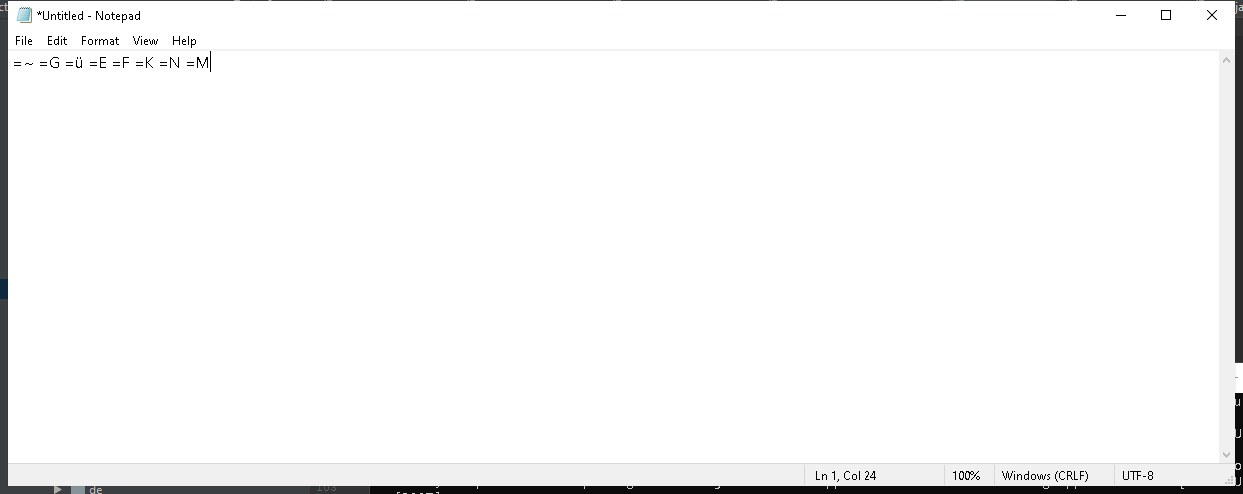 *Untitled - Notepad
File Edit Format View Help
=~ =G =ü =E =F =K =N =M
Ln 1, Col 24 100% Windows (CRLF) UTF-8
de 103